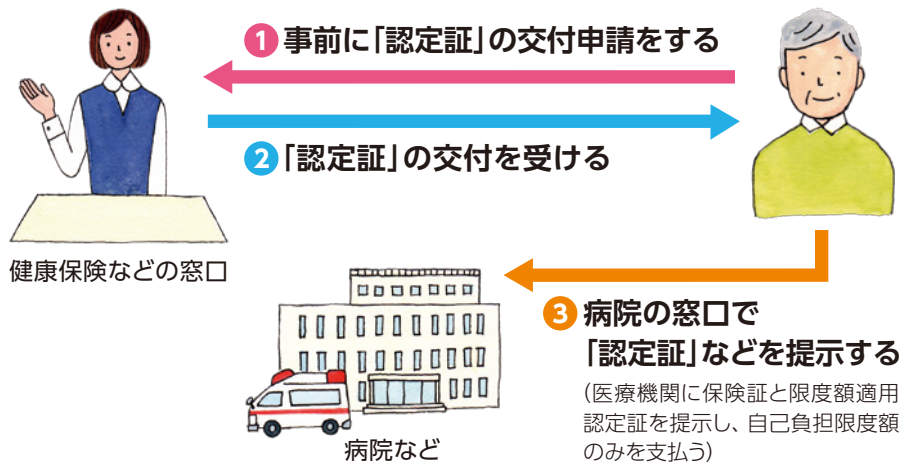 ❶事前に「認定証」の交付申請をする
❷「認定証」の交付を受ける
健康保険などの窓口
❸病院の窓口で
「認定証」などを提示する
(医療機関に保険証と限度額適用
認定証を提示し、自己負担限度額
のみを支払う)
病院など